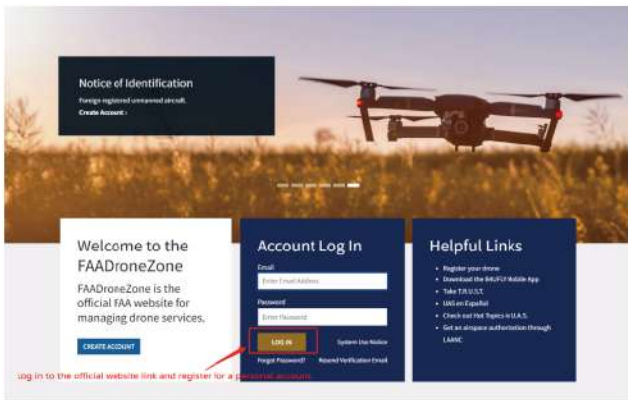 Notice of Identification
Foreign registered unmanned aircraft.
Create Account ›
Welcome to the
FAADroneZone
FAADroneZone is the
official FAA website for
managing drone services.
CREATE ACCOUNT
Account Log In
Email
Enter Email Address
Password
Enter Password
LOG IN
System Use Notice
Forgot Password?
Resend Verification Email
Helpful Links
• Register your drone
• Download the B4UFLY Mobile App
• Take T.R.U.S.T.
• UAS en Español
• Check out Hot Topics in U.A.S.
• Get an airspace authorization through
LAANC
Log in to the official website link and register for a personal account.